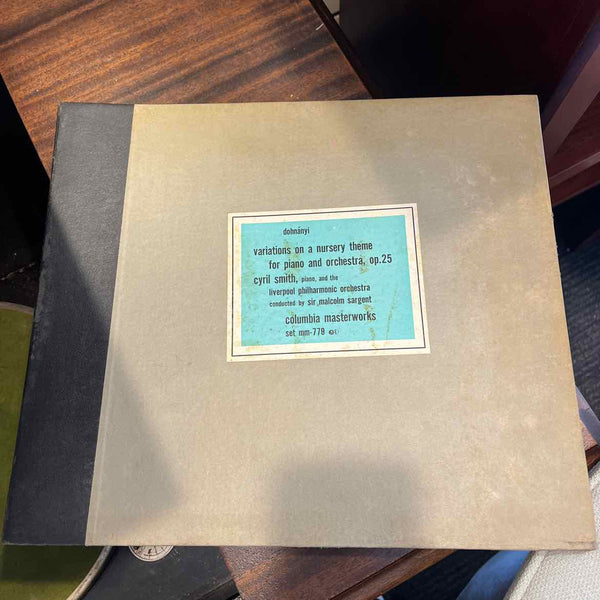 dohnányi
variations on a nursery theme
for piano and orchestra, op.25
cyril smith, piano, and the
liverpool philharmonic orchestra
conducted by sir malcolm sargent
columbia masterworks
set mm-779